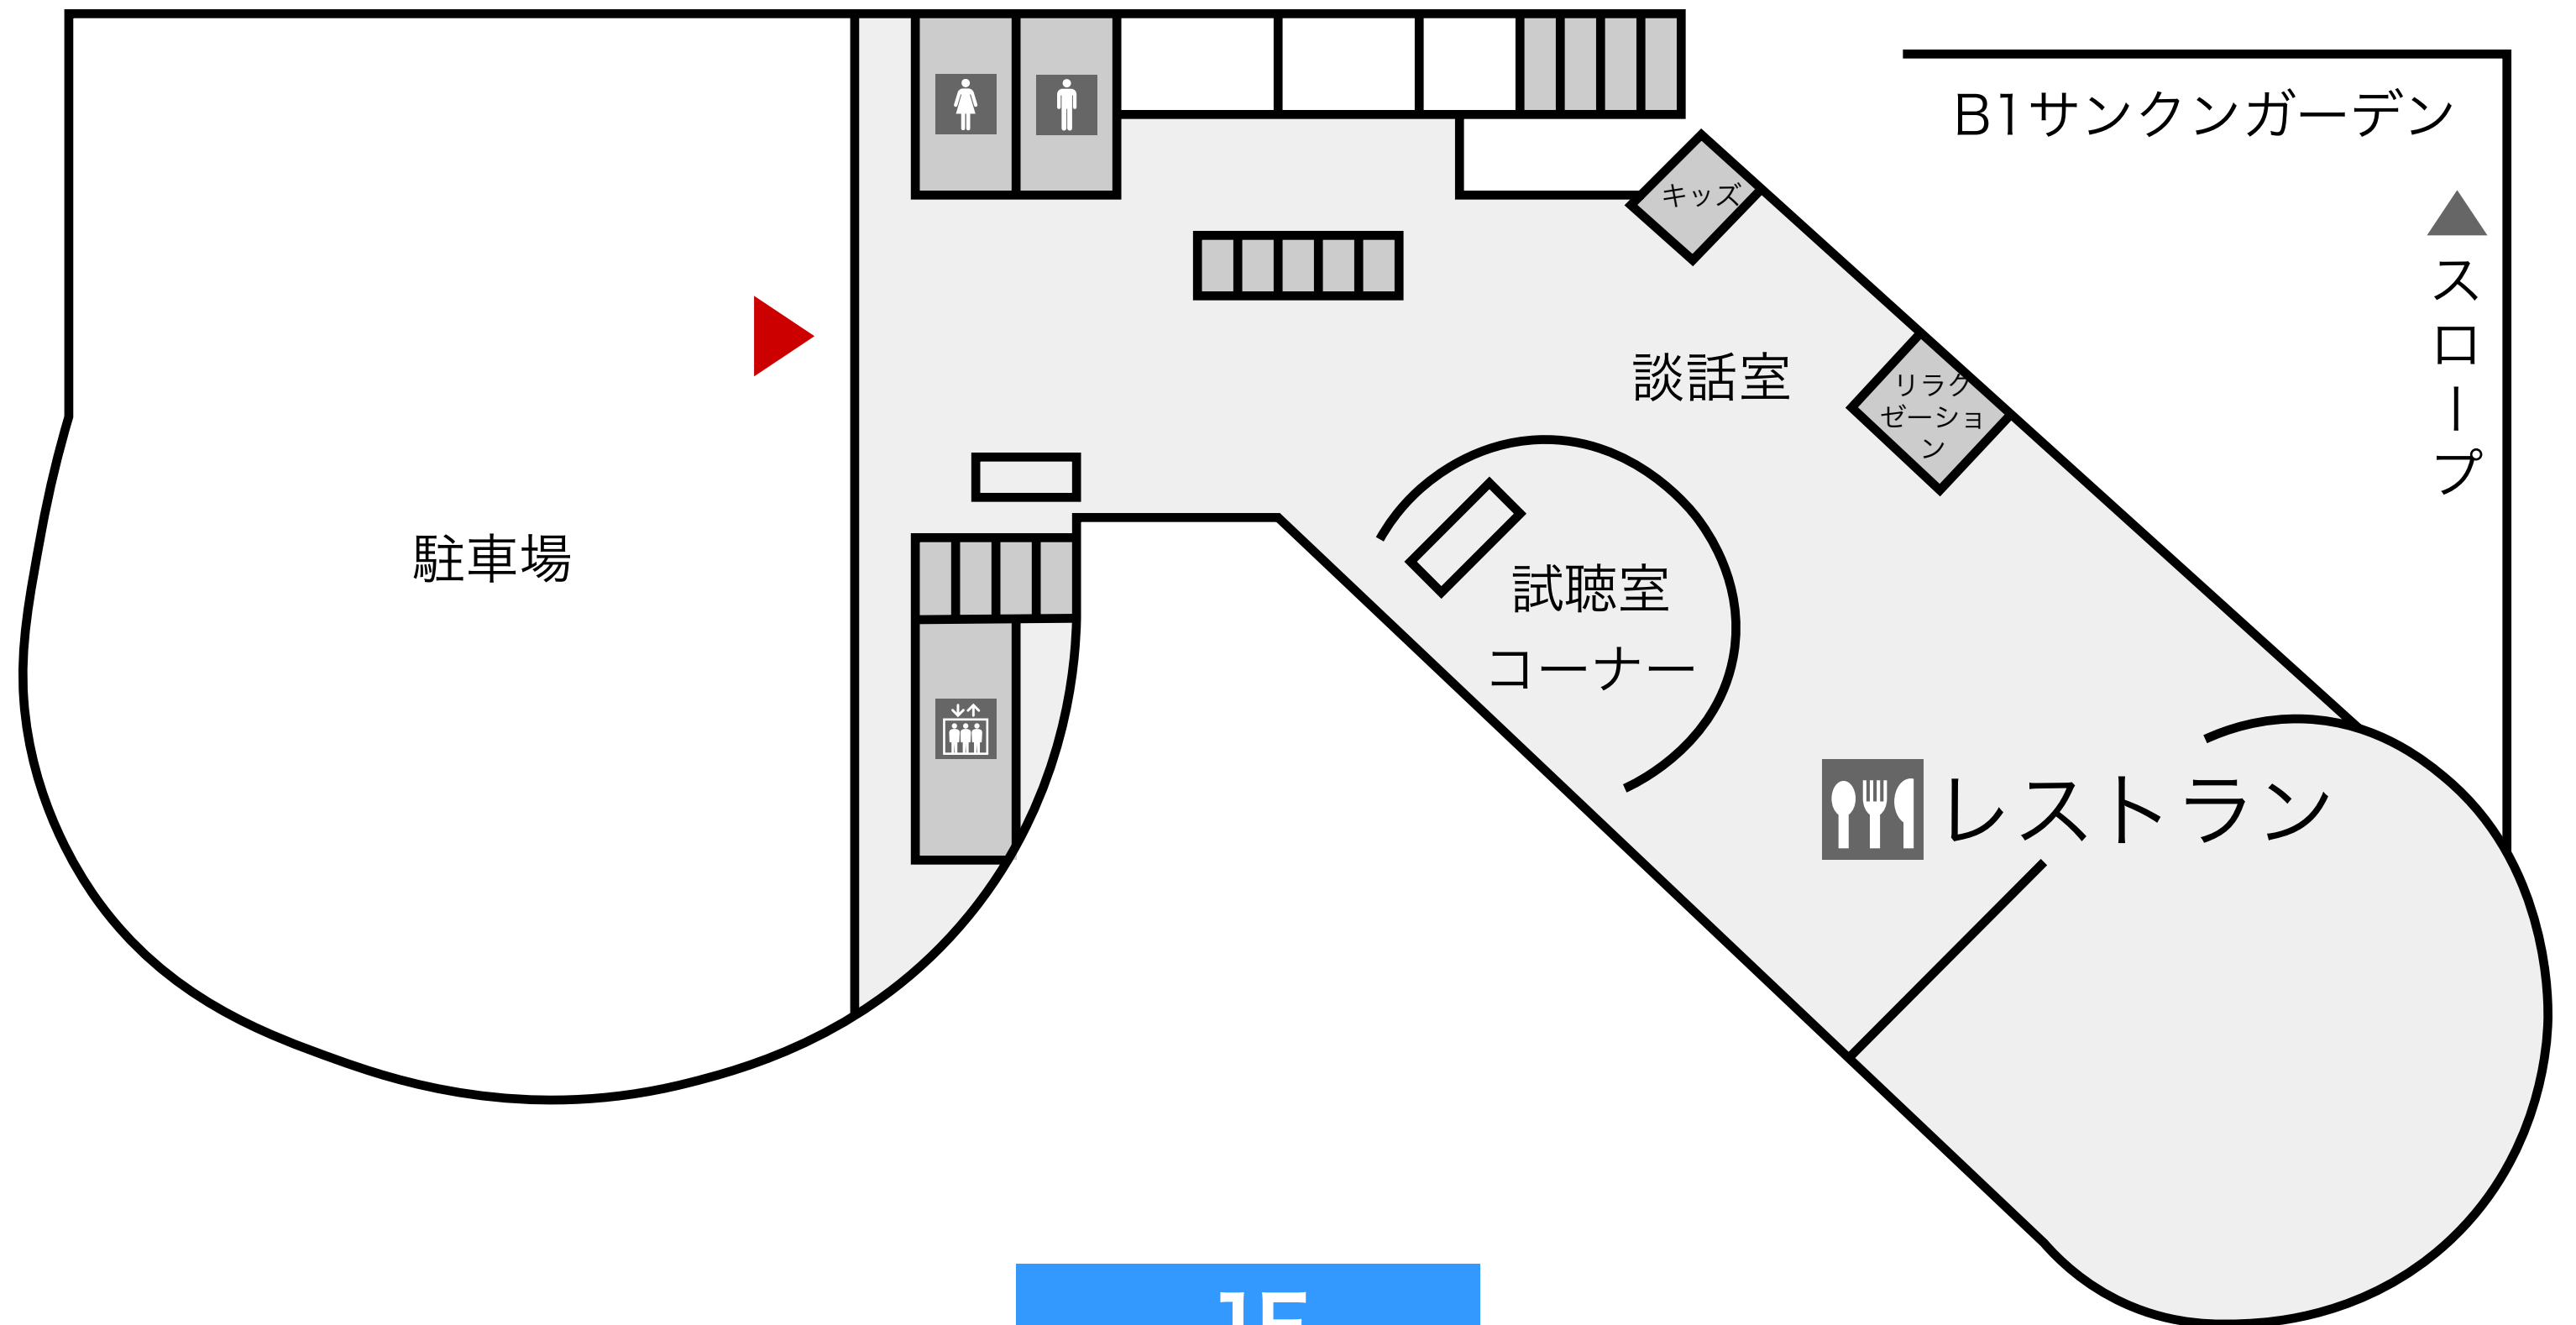 B1サンクンガーデン
キッズ
スロープ
談話室
リラク
ゼーショ
ン
駐車場
試聴室
コーナー
レストラン
1F